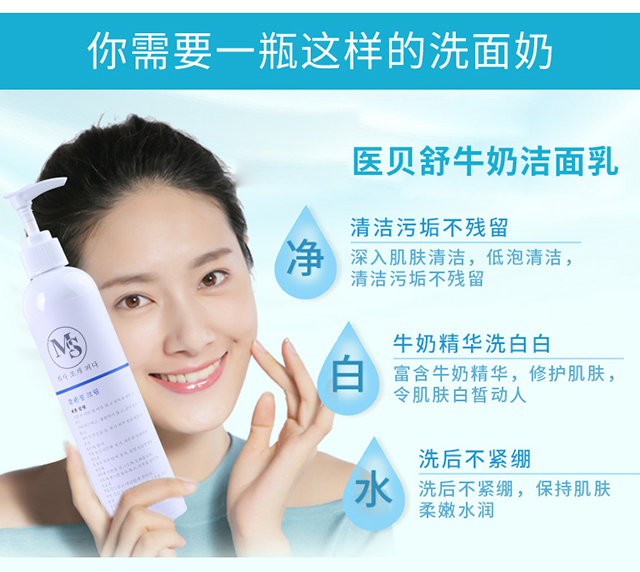 你需要一瓶这样的洗面奶
医贝舒牛奶洁面乳
净
清洁污垢不残留
深入肌肤清洁，低泡清洁，
清洁污垢不残留
白
牛奶精华洗白白
富含牛奶精华，修护肌肤，
令肌肤白皙动人
水
洗后不紧绷
洗后不紧绷，保持肌肤
柔嫩水润
MS